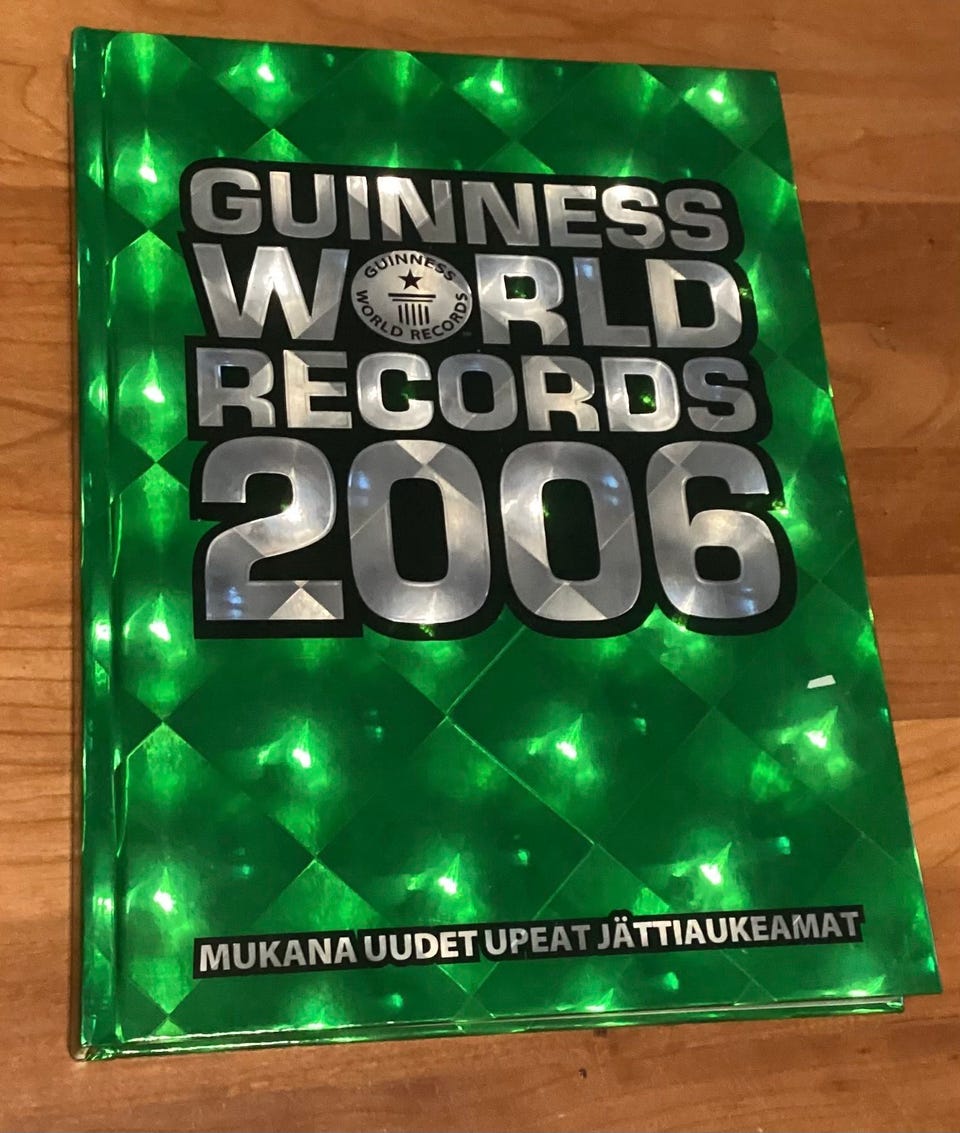 GUINNESS
WORLD
GUINNESS
WORLD RECORDS
RECORDS
2006
MUKANA UUDET UPEAT JÄTTIAUKEAMAT